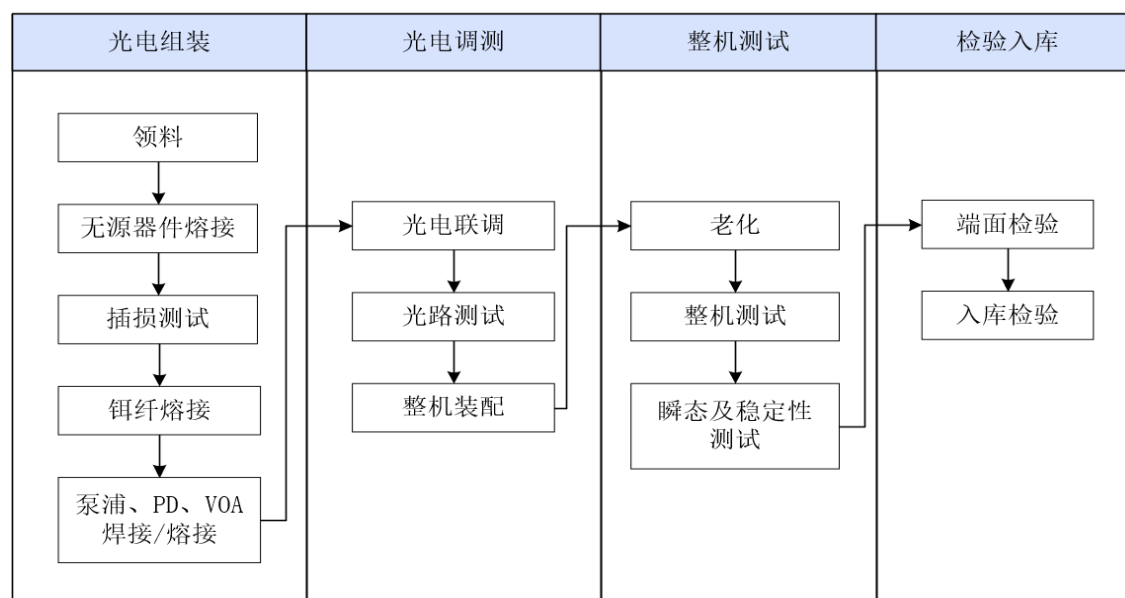 光电组装
光电调测
整机测试
检验入库
领料
无源器件熔接
插损测试
铒纤熔接
泵浦、PD、VOA
焊接/熔接
光电联调
光路测试
整机装配
老化
整机测试
瞬态及稳定性
测试
端面检验
入库检验